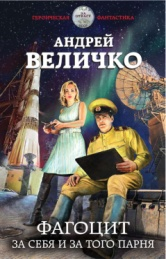 ГЕРОИЧЕСКАЯ ФАНТАСТИКА
АНДРЕЙ
ВЕЛИЧКО
ФАГОЦИТ
ЗА СЕБЯ И ЗА ТОГО ПАРНЯ